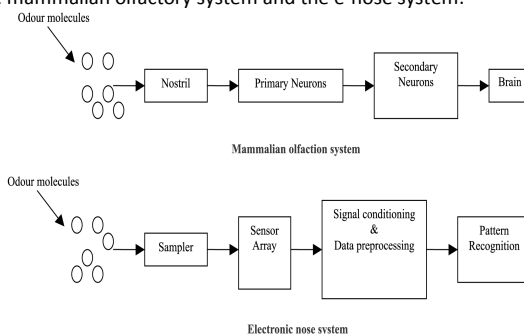 mammalian olfactory system and the e-nose system.
Odour molecules
Nostril
Primary Neurons
Secondary
Neurons
Brain
Mammalian olfaction system
Odour molecules
Sampler
Sensor
Array
Signal conditioning
&
Data preprocessing
Pattern
Recognition
Electronic nose system